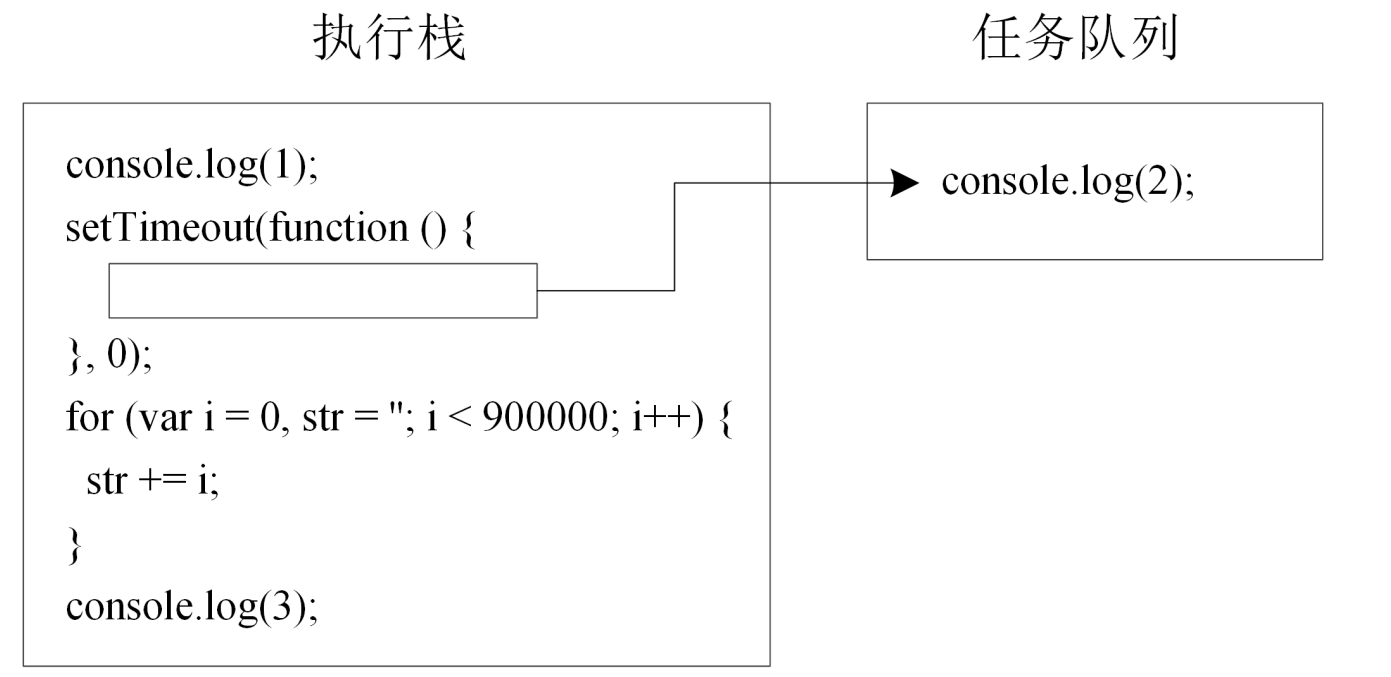 执行栈
任务队列
console.log(1);
setTimeout(function () {
}, 0);
for (var i = 0, str = ''; i < 900000; i++) {
str += i;
}
console.log(3);
console.log(2);